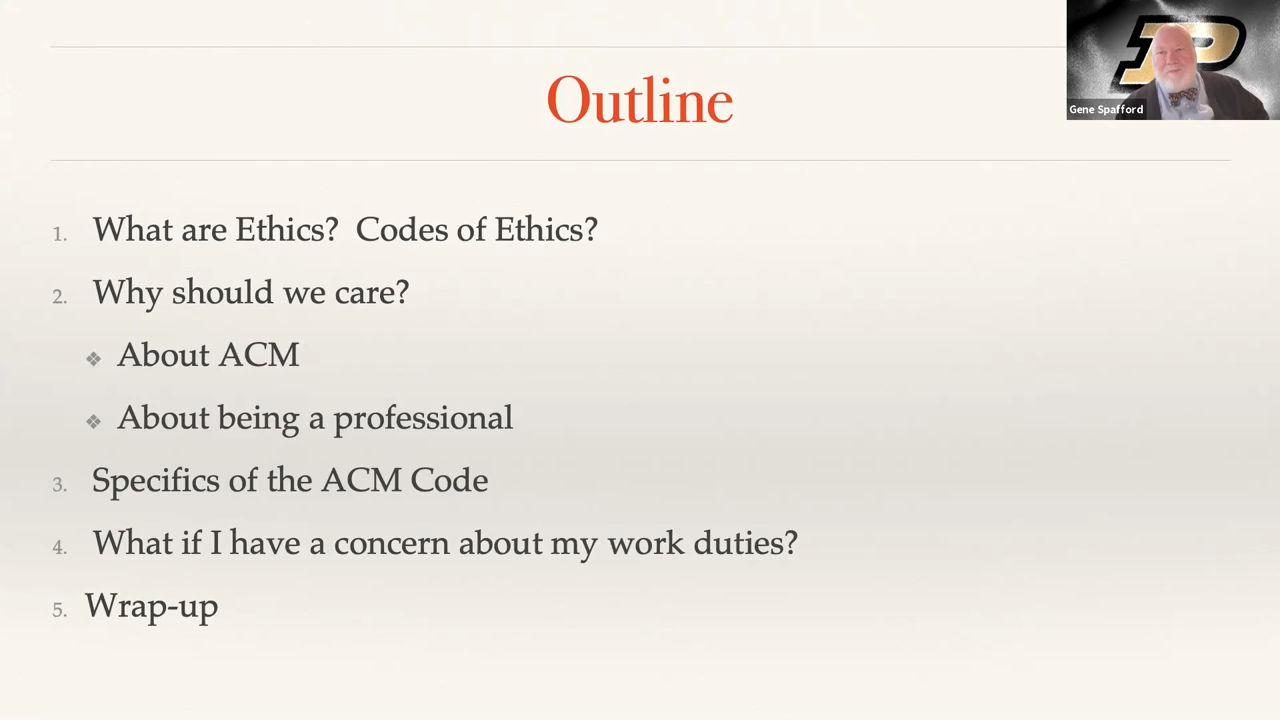 Outline
Gene Spafford
1. What are Ethics? Codes of Ethics?
2. Why should we care?
❖ About ACM
❖ About being a professional
3. Specifics of the ACM Code
4. What if I have a concern about my work duties?
5. Wrap-up